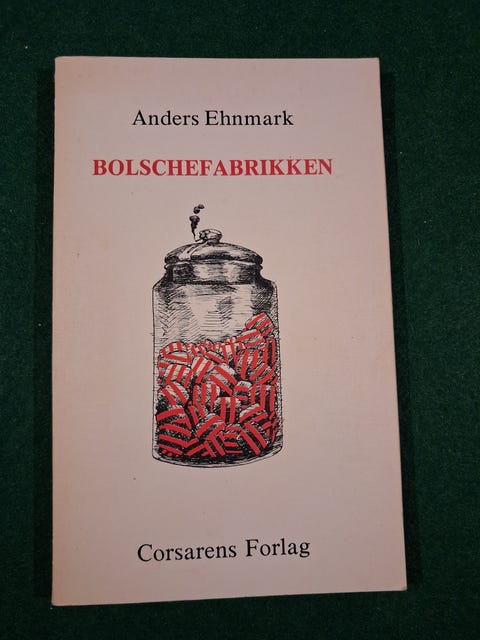 Anders Ehnmark
BOLSCHEFABRIKKEN
Corsarens Forlag